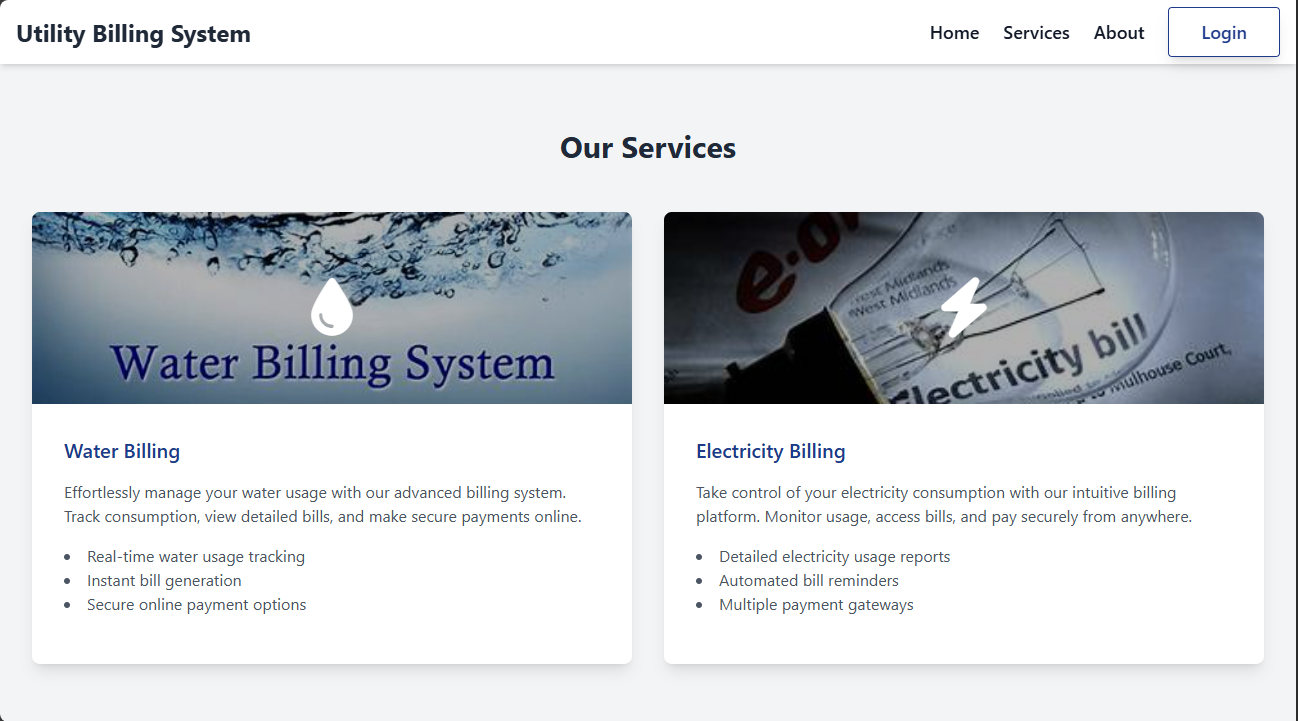 Utility Billing System
Home
Services
About
Login
Our Services
Water Billing System
e.on
West Midlands
West Midlands
Electricity bill
Mulhouse Court,
Water Billing
Effortlessly manage your water usage with our advanced billing system.
Track consumption, view detailed bills, and make secure payments online.
Real-time water usage tracking
Instant bill generation
Secure online payment options
Electricity Billing
Take control of your electricity consumption with our intuitive billing
platform. Monitor usage, access bills, and pay securely from anywhere.
Detailed electricity usage reports
Automated bill reminders
Multiple payment gateways